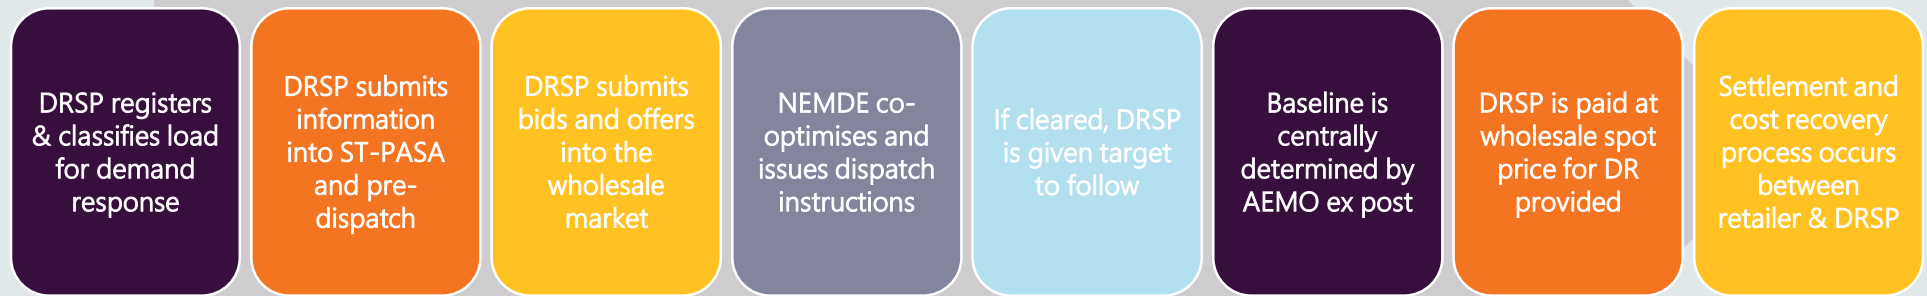 DRSP registers
& classifies load
for demand
response
DRSP submits
information
into ST-PASA
and pre-
dispatch
DRSP submits
bids and offers
into the
wholesale
market
NEMDE co-
optimises and
issues dispatch
instructions
If cleared, DRSP
is given target
to follow
Baseline is
centrally
determined by
AEMO ex post
DRSP is paid at
wholesale spot
price for DR
provided
Settlement and
cost recovery
process occurs
between
retailer & DRSP